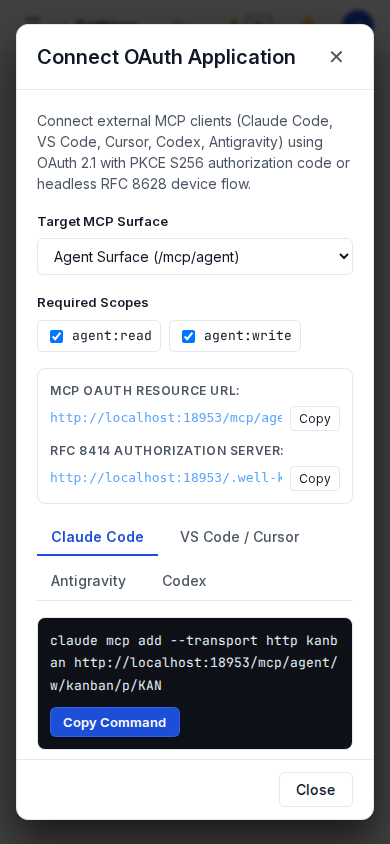 Connect OAuth Application
Connect external MCP clients (Claude Code,
VS Code, Cursor, Codex, Antigravity) using
OAuth 2.1 with PKCE S256 authorization code or
headless RFC 8628 device flow.
Target MCP Surface
Agent Surface (/mcp/agent)
Required Scopes
agent:read agent:write
MCP OAUTH RESOURCE URL:
http://localhost:18953/mcp/age Copy
RFC 8414 AUTHORIZATION SERVER:
http://localhost:18953/.well-k Copy
Claude Code VS Code / Cursor
Antigravity Codex
claude mcp add --transport http kanb
an http://localhost:18953/mcp/agent/
w/kanban/p/KAN
Copy Command
Close